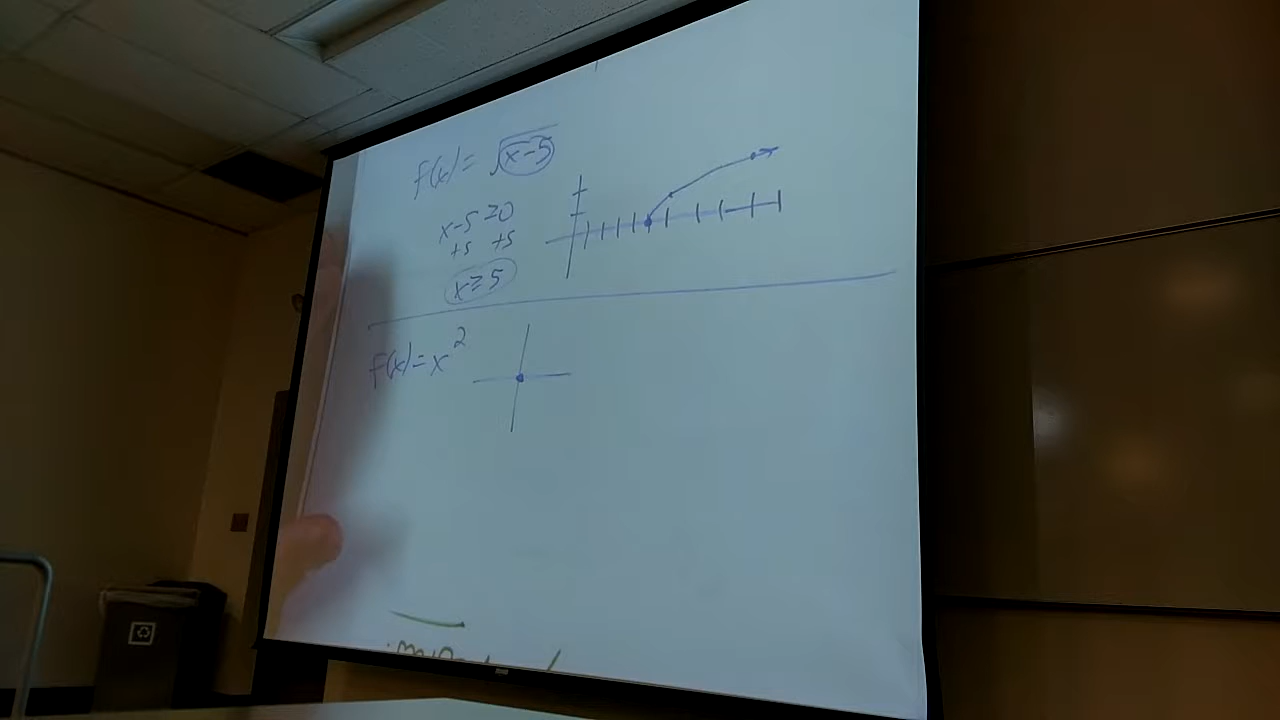 f(x) = √x-5
x-5 ≥0
+5 +5
x ≥ 5
f(x)=x²